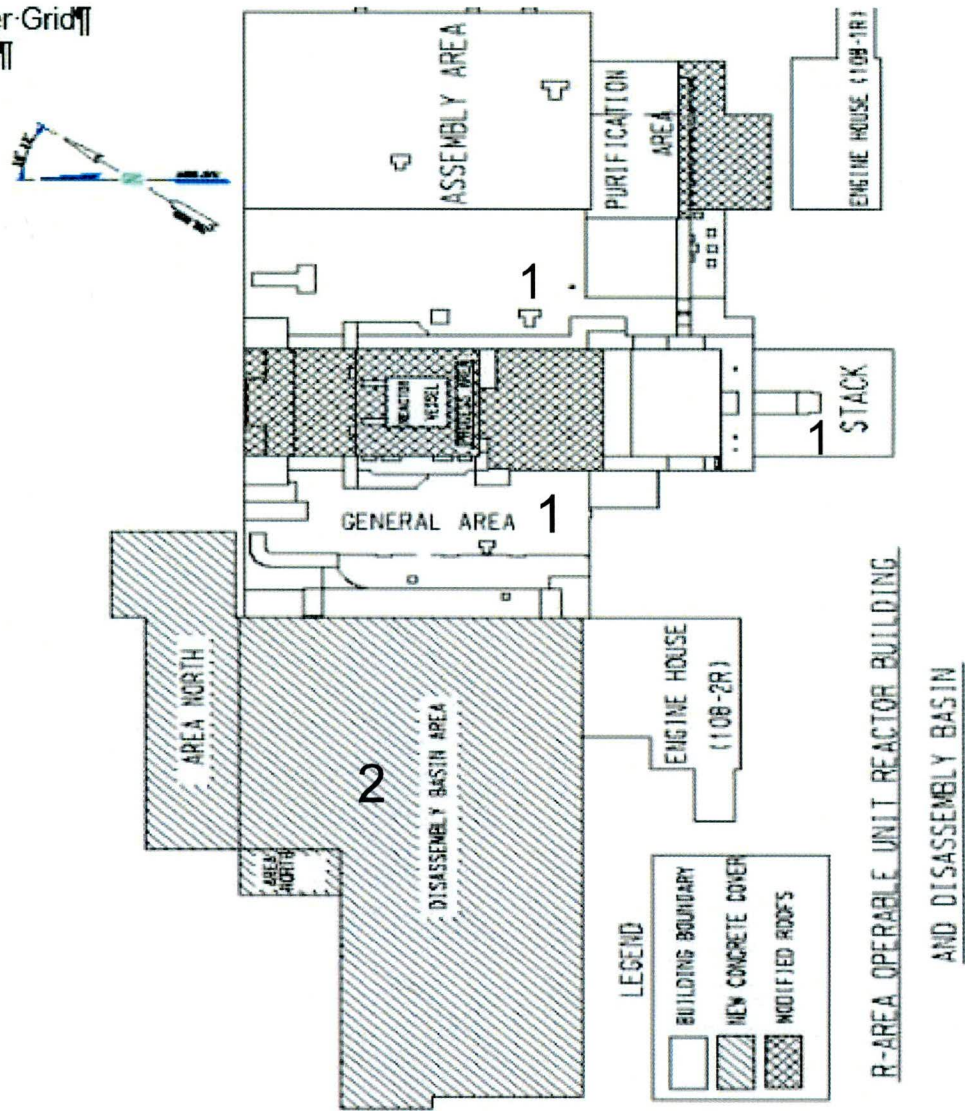 er·Grid¶
¶
ASSEMBLY AREA
PURIFICATION
AREA
ENGINE HOUSE (108-1R)
1
REACTOR
VESSEL
PROCESS AREA
1
STACK
GENERAL AREA
1
AREA NORTH
AREA
NORTH
2
DISASSEMBLY BASIN AREA
ENGINE HOUSE
(108-2R)
LEGEND
BUILDING BOUNDARY
NEW CONCRETE COVER
MODIFIED ROOFS
R-AREA OPERABLE UNIT REACTOR BUILDING
AND DISASSEMBLY BASIN